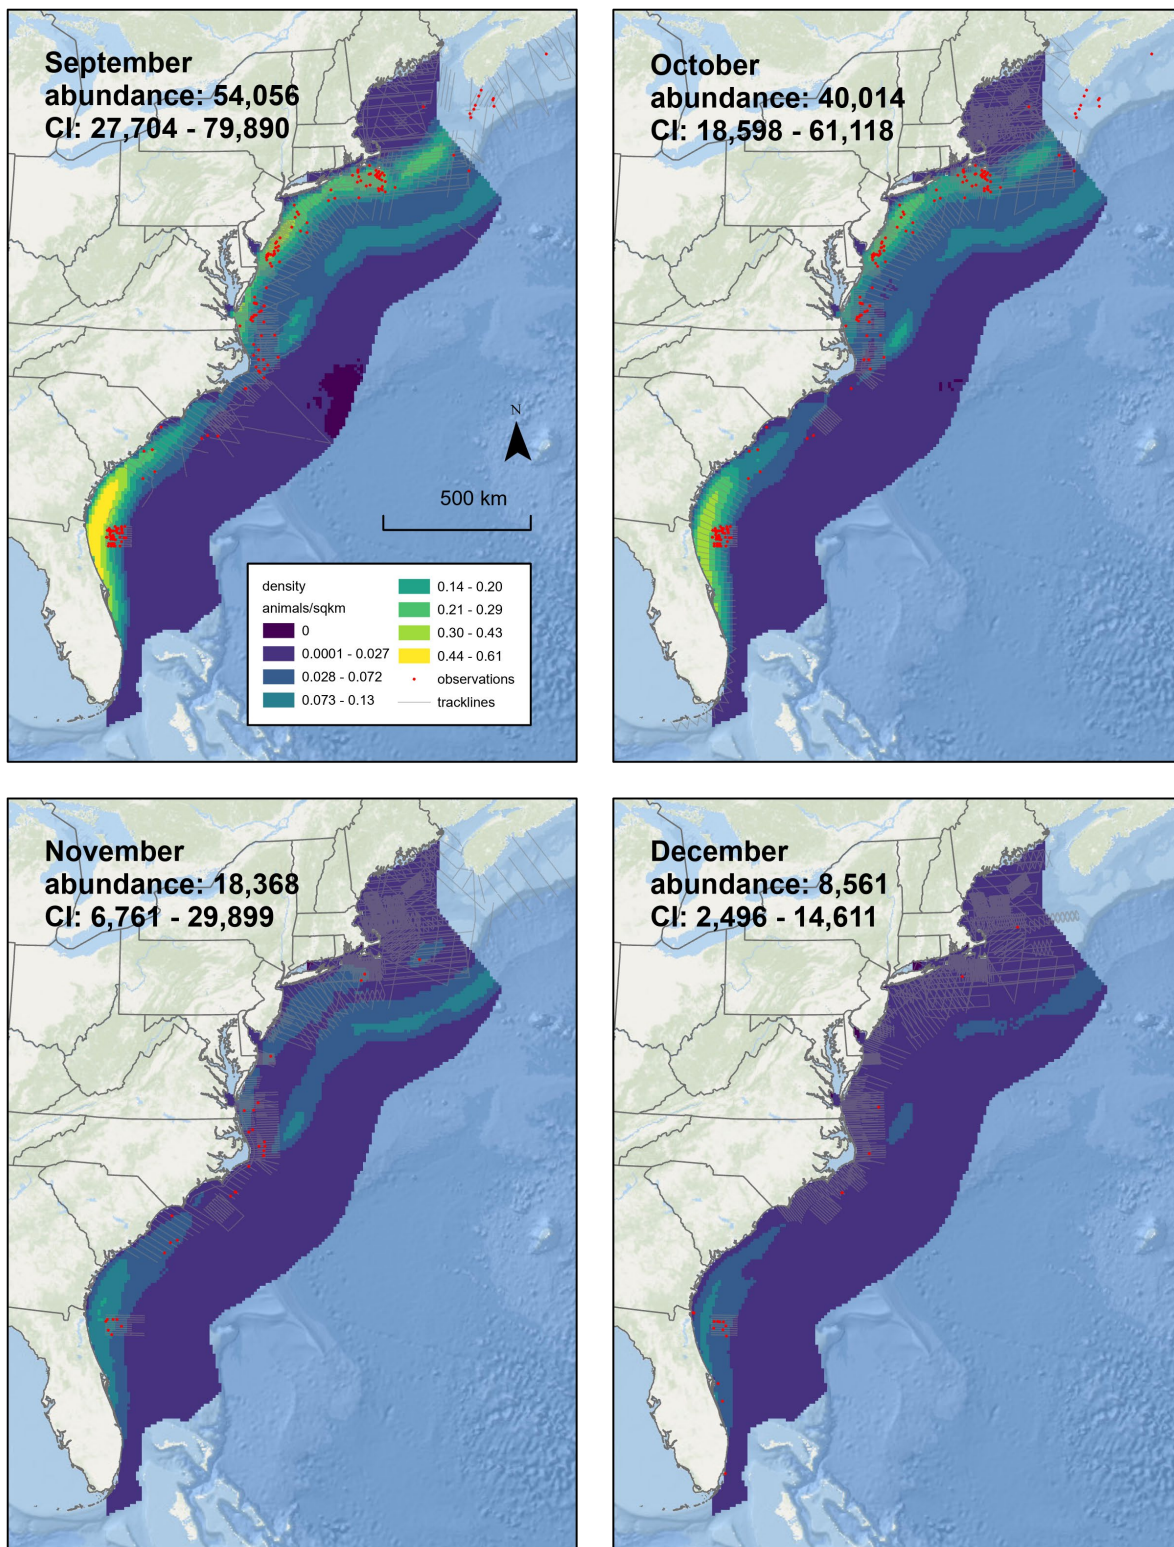 September
abundance: 54,056
CI: 27,704 - 79,890
N
500 km
density
animals/sqkm
0
0.0001 - 0.027
0.028 - 0.072
0.073 - 0.13
0.14 - 0.20
0.21 - 0.29
0.30 - 0.43
0.44 - 0.61
observations
tracklines
October
abundance: 40,014
CI: 18,598 - 61,118
November
abundance: 18,368
CI: 6,761 - 29,899
December
abundance: 8,561
CI: 2,496 - 14,611